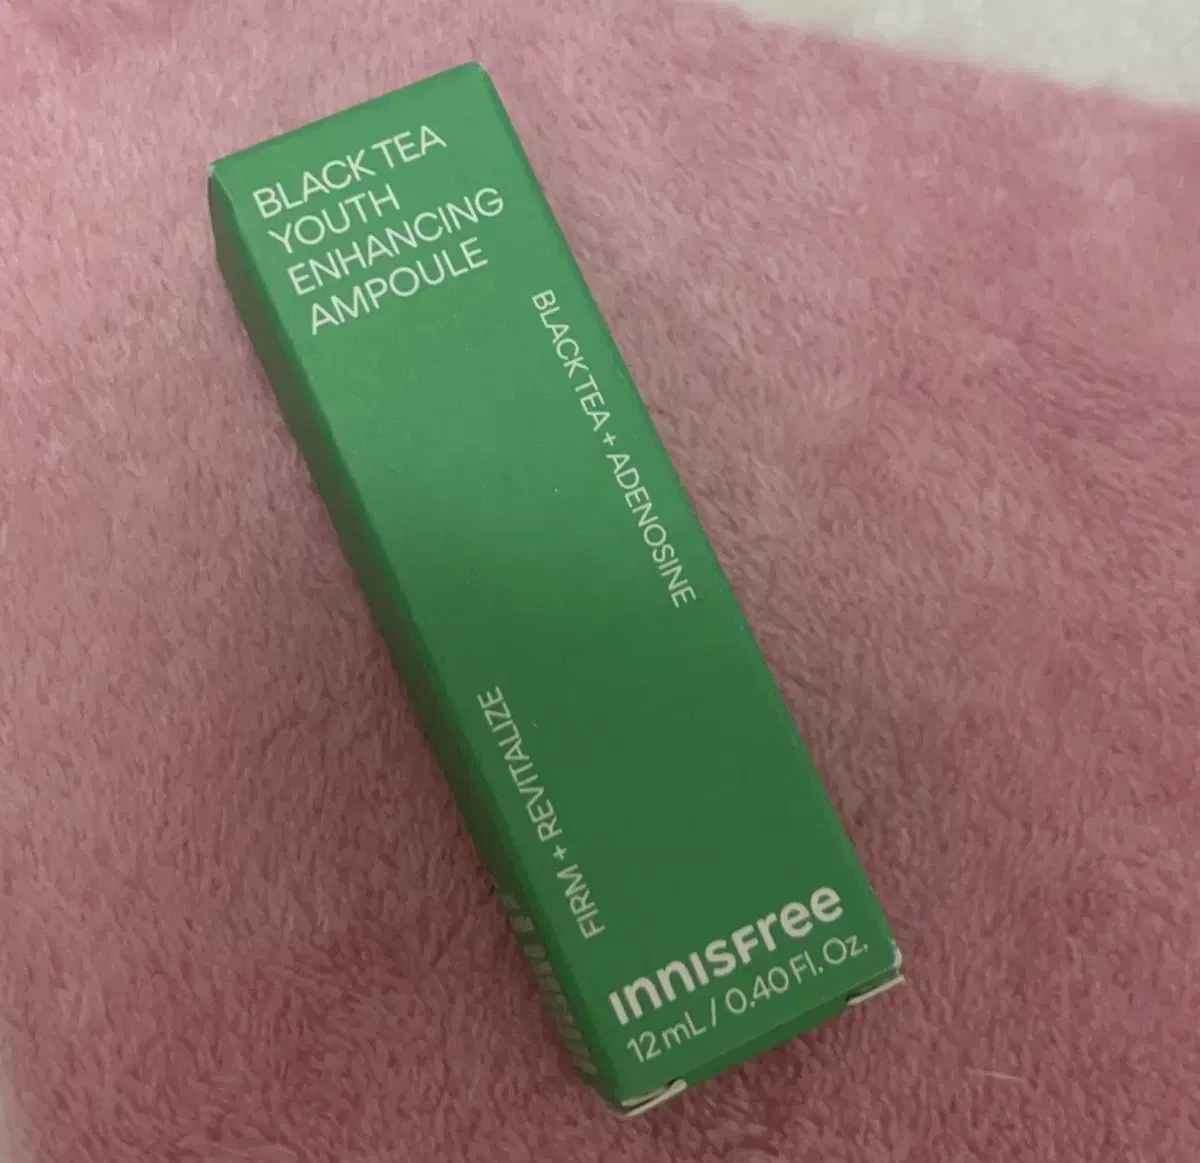 BLACK TEA
YOUTH
ENHANCING
AMPOULE
BLACK TEA + ADENOSINE
FIRM + REVITALIZE
INNISFree
12 mL / 0.40 Fl. Oz.